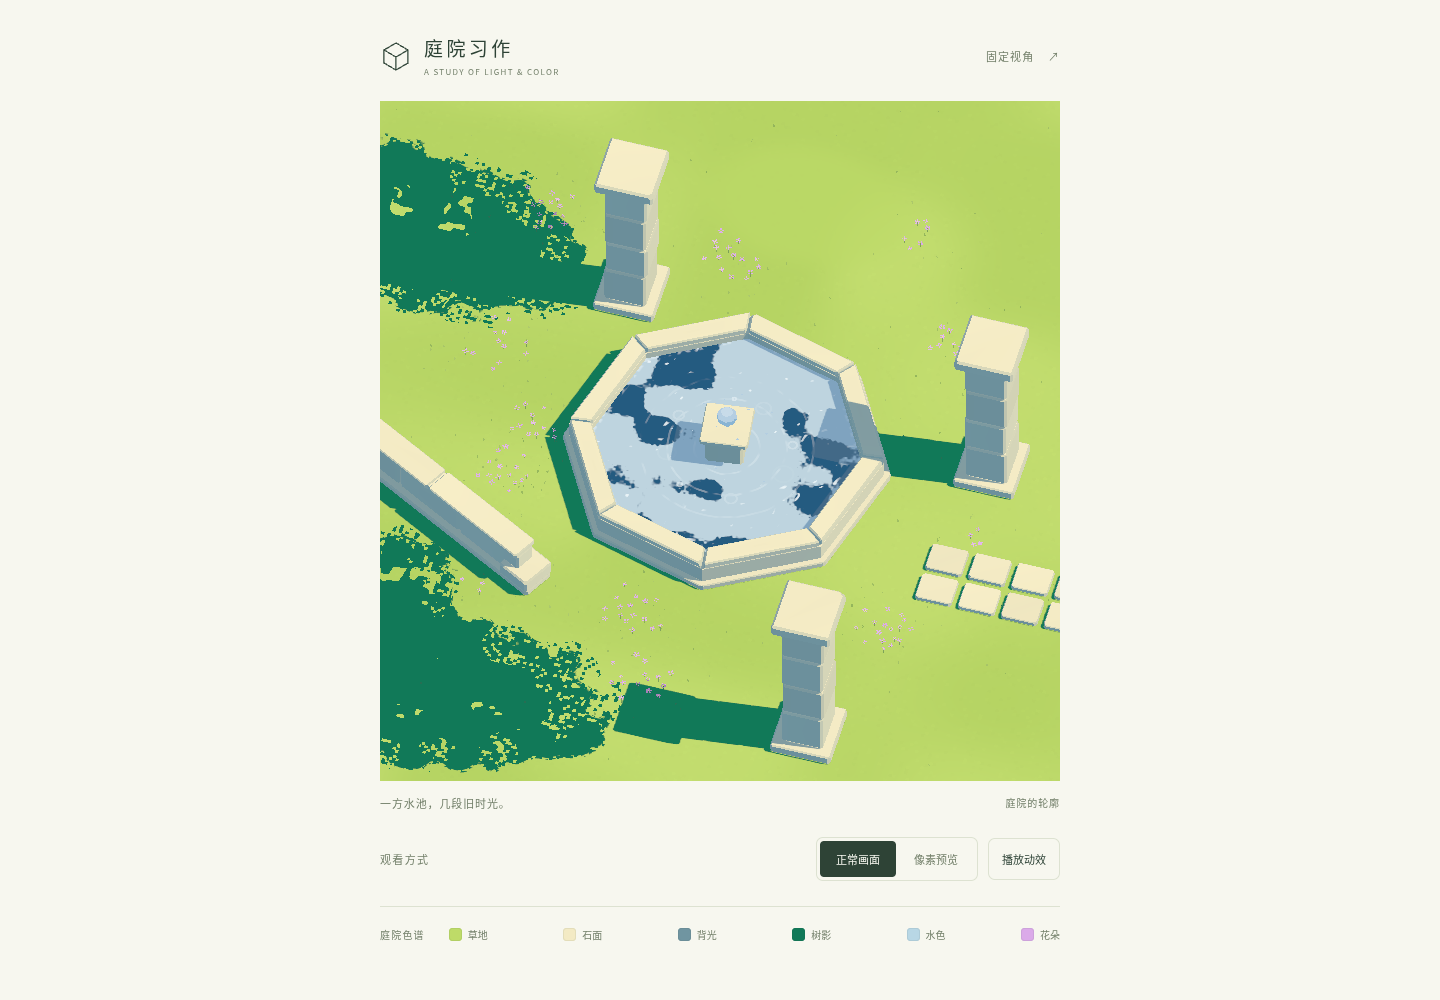 庭院习作
A STUDY OF LIGHT & COLOR
固定视角 ↗
一方水池，几段旧时光。
庭院的轮廓
观看方式
正常画面
像素预览
播放动效
庭院色谱
草地
石面
背光
树影
水色
花朵